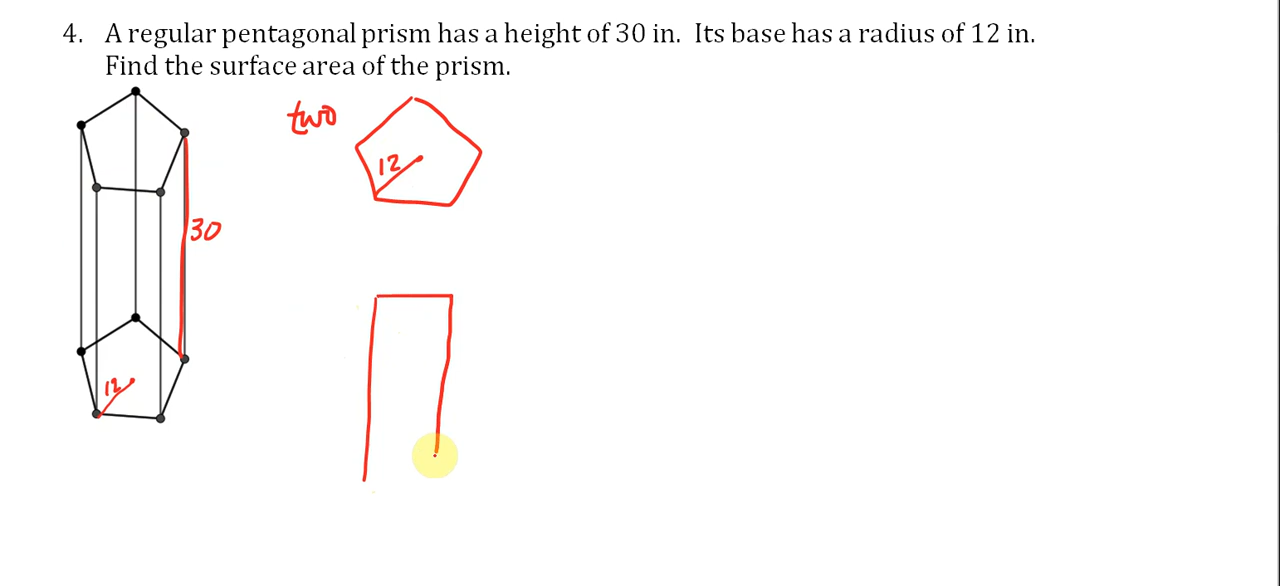 4. A regular pentagonal prism has a height of 30 in. Its base has a radius of 12 in.
Find the surface area of the prism.
two
12
30
12